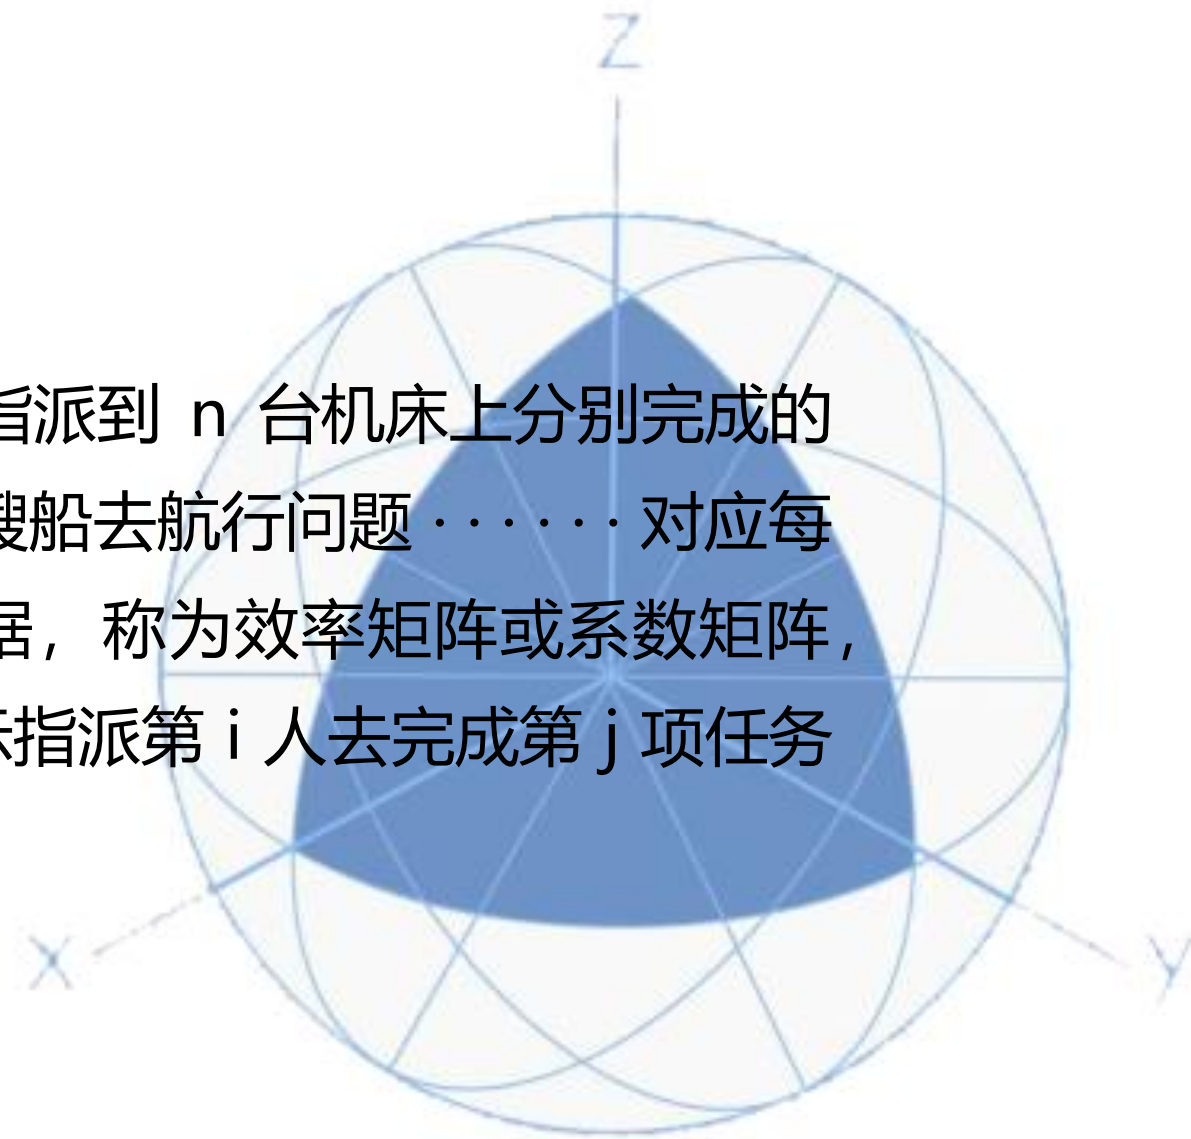 Z
指派到 n 台机床上分别完成的
艘船去航行问题 · · · · · · 对应每
据，称为效率矩阵或系数矩阵，
示指派第 i 人去完成第 j 项任务
X
y